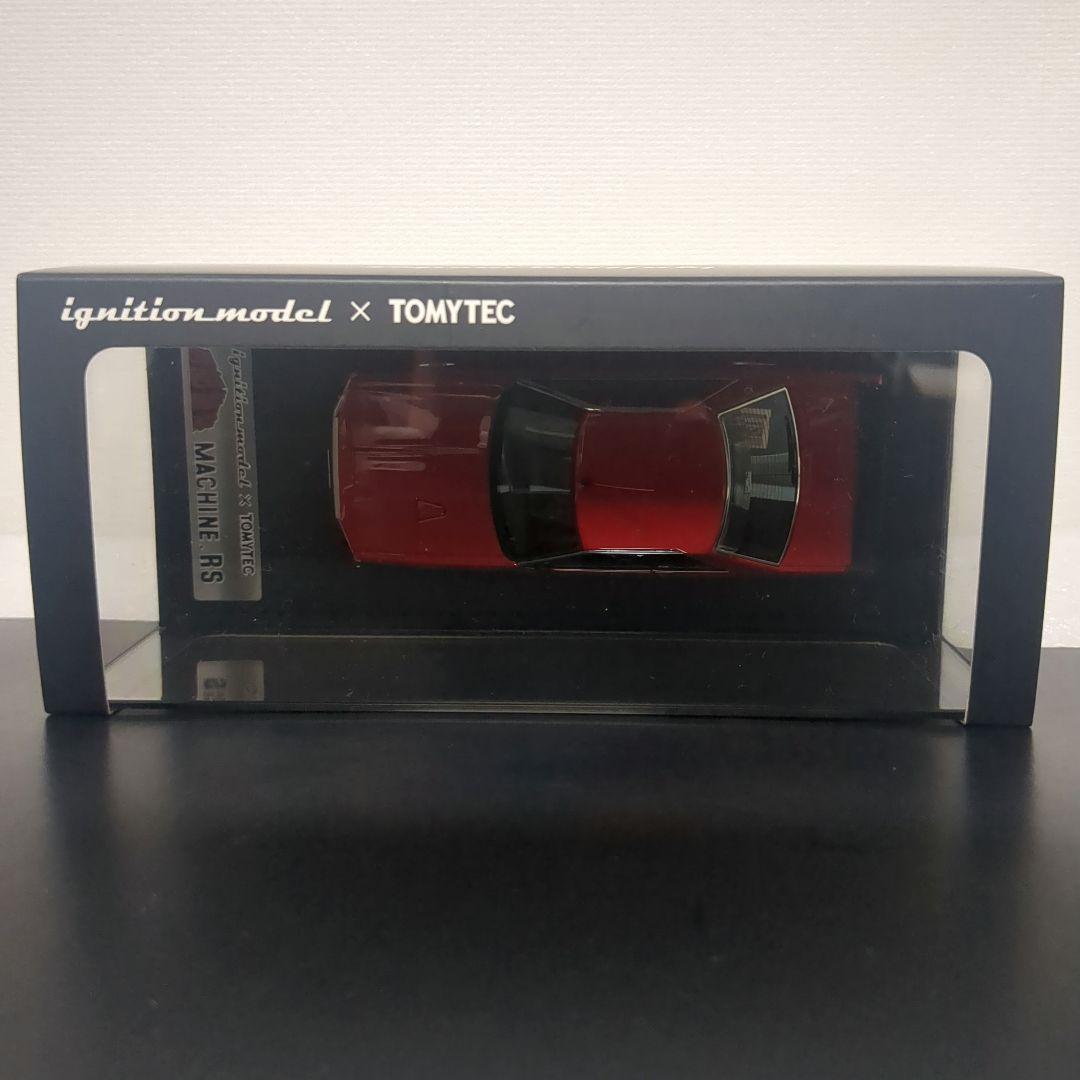 ignition model × TOMYTEC
ignition model × TOMYTEC
MACHINE RS